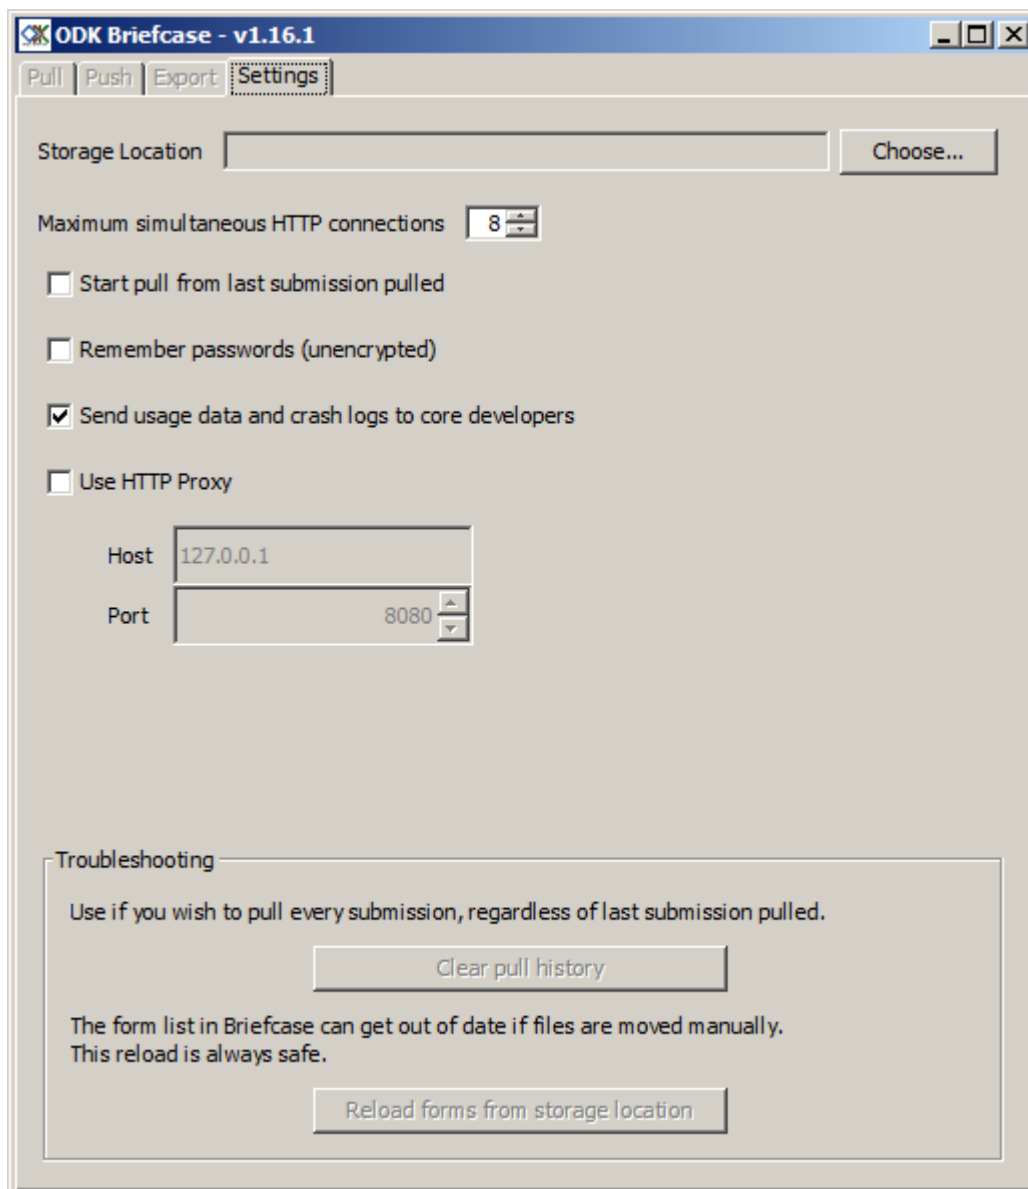 ODK Briefcase - v1.16.1
Pull Push Export Settings
Storage Location Choose...
Maximum simultaneous HTTP connections 8
Start pull from last submission pulled
Remember passwords (unencrypted)
Send usage data and crash logs to core developers
Use HTTP Proxy
Host 127.0.0.1
Port 8080
Troubleshooting
Use if you wish to pull every submission, regardless of last submission pulled.
Clear pull history
The form list in Briefcase can get out of date if files are moved manually.
This reload is always safe.
Reload forms from storage location